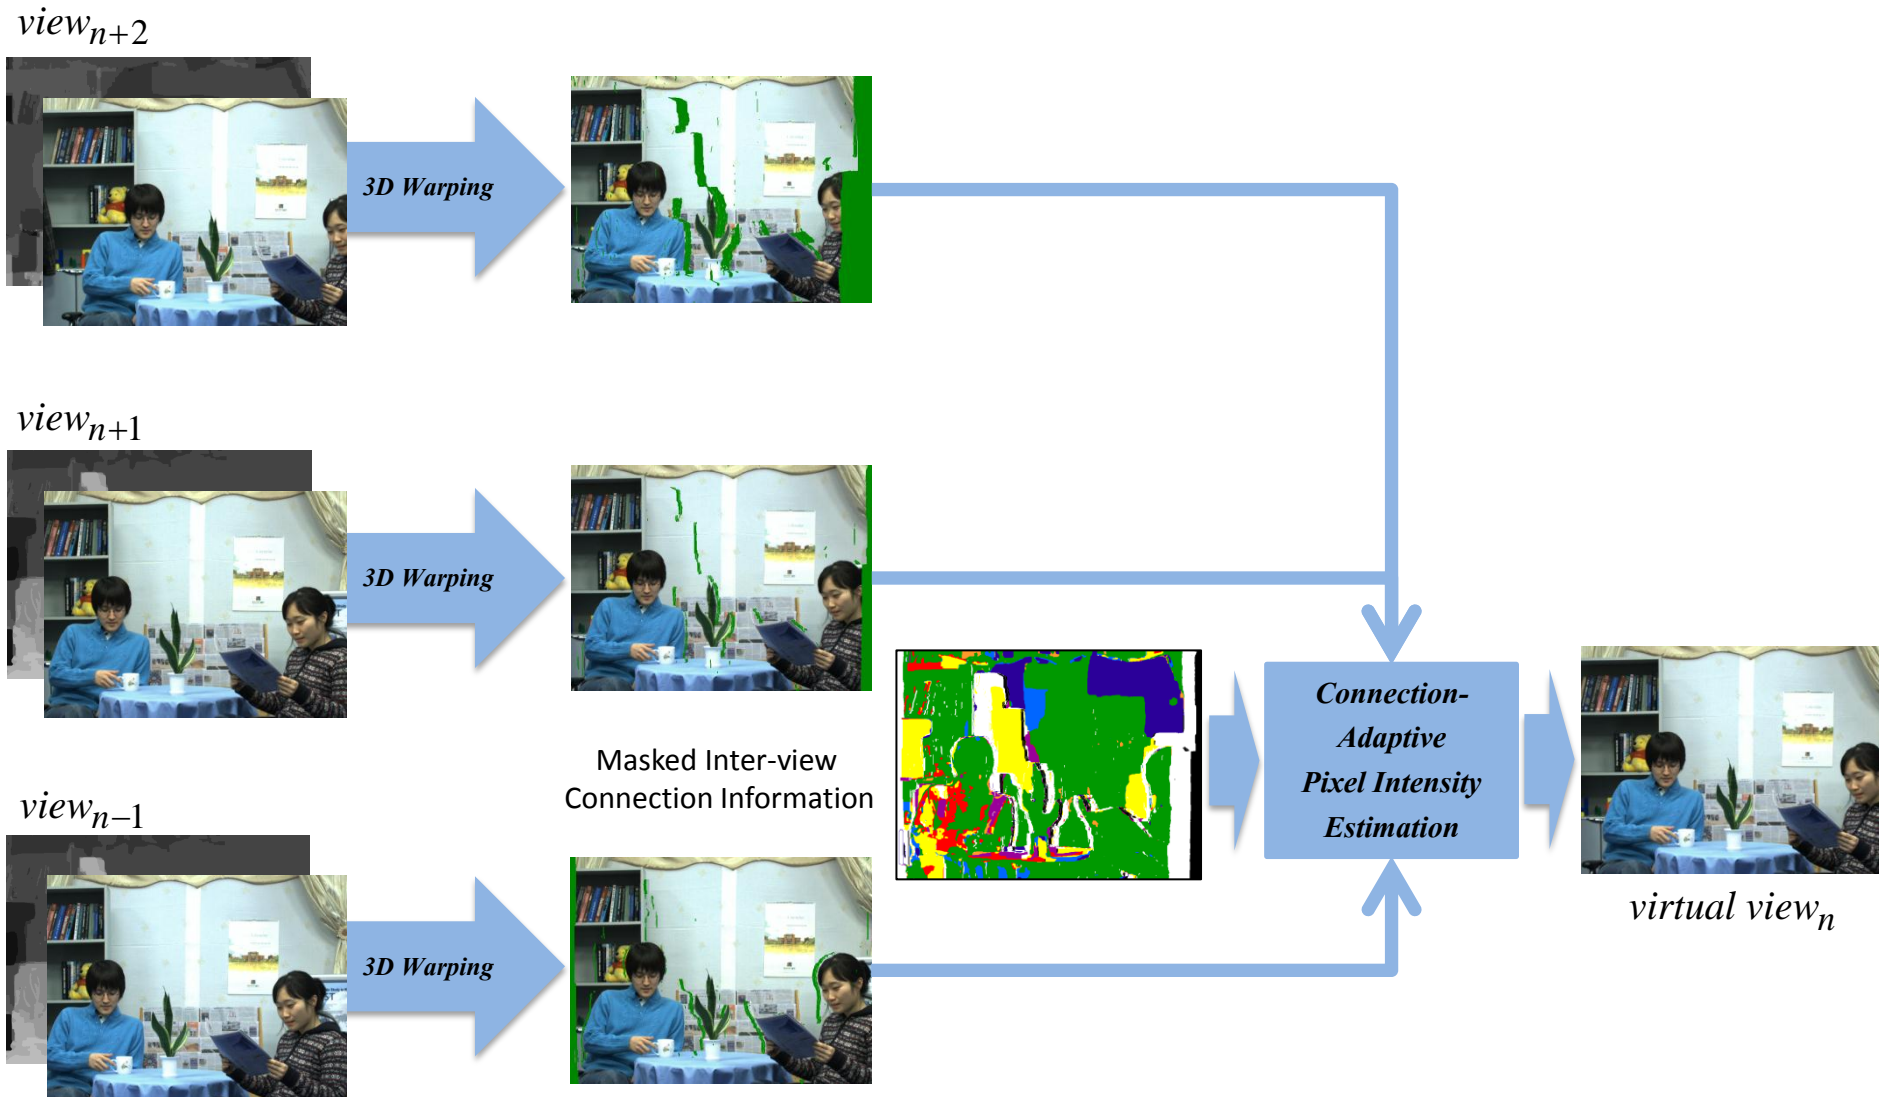 view_{n+2}
3D Warping
view_{n+1}
3D Warping
Masked Inter-view
Connection Information
Connection-
Adaptive
Pixel Intensity
Estimation
view_{n-1}
3D Warping
virtual view_n